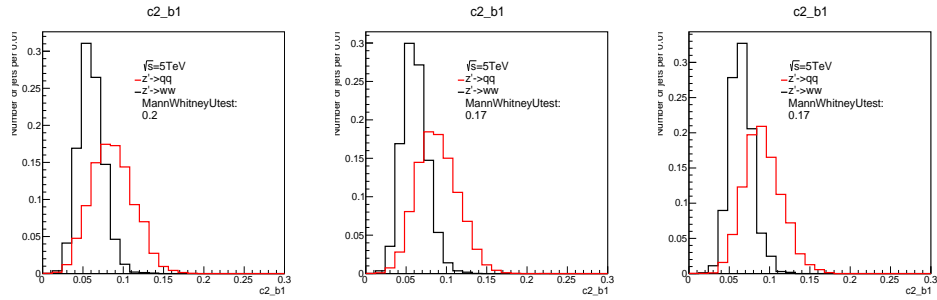 c2_b1
Number of jets per 0.01
0.3
0.25
0.2
0.15
0.1
0.05
0
√s=5TeV
z'->qq
z'->ww
MannWhitneyUtest:
0.2
0 0.05 0.1 0.15 0.2 0.25 0.3
c2_b1
c2_b1
Number of jets per 0.01
0.3
0.25
0.2
0.15
0.1
0.05
0
√s=5TeV
z'->qq
z'->ww
MannWhitneyUtest:
0.17
0 0.05 0.1 0.15 0.2 0.25 0.3
c2_b1
c2_b1
Number of jets per 0.01
0.3
0.25
0.2
0.15
0.1
0.05
0
√s=5TeV
z'->qq
z'->ww
MannWhitneyUtest:
0.17
0 0.05 0.1 0.15 0.2 0.25 0.3
c2_b1